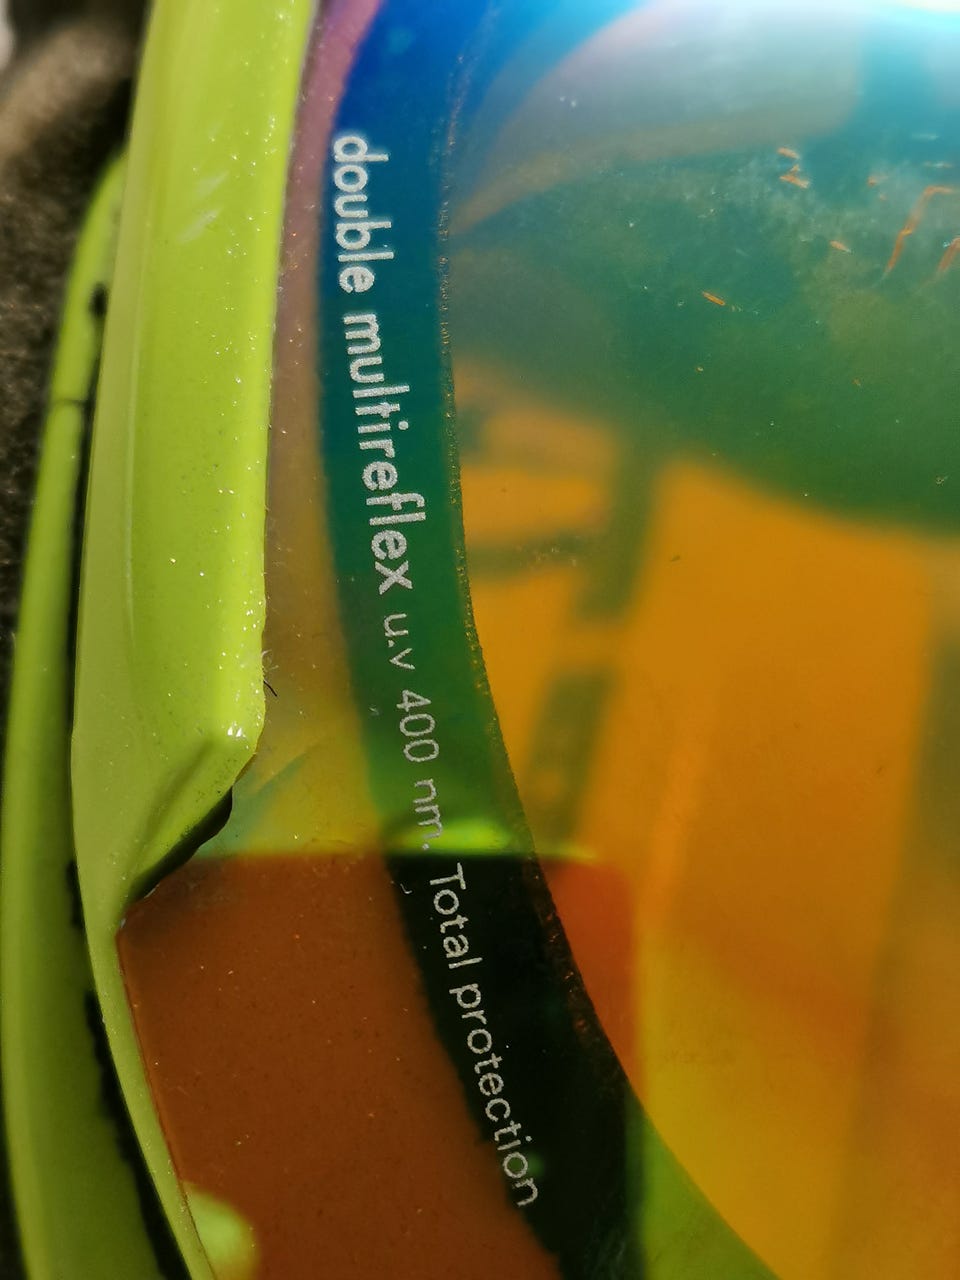 double multireflex u.v 400 nm. Total protection